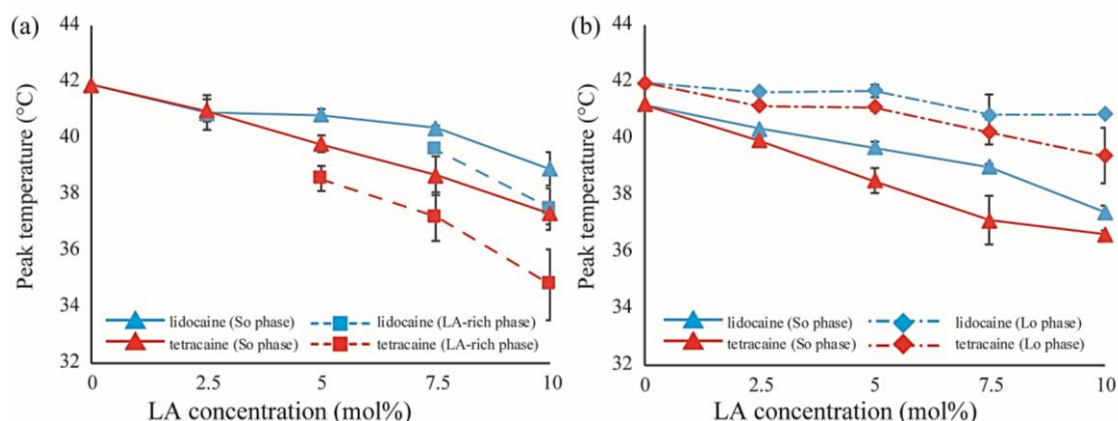 (a)
Peak temperature (°C)
44
42
40
38
36
34
32
0 2.5 5 7.5 10
LA concentration (mol%)
lidocaine (So phase) lidocaine (LA-rich phase)
tetracaine (So phase) tetracaine (LA-rich phase)
(b)
Peak temperature (°C)
44
42
40
38
36
34
32
0 2.5 5 7.5 10
LA concentration (mol%)
lidocaine (So phase) lidocaine (Lo phase)
tetracaine (So phase) tetracaine (Lo phase)